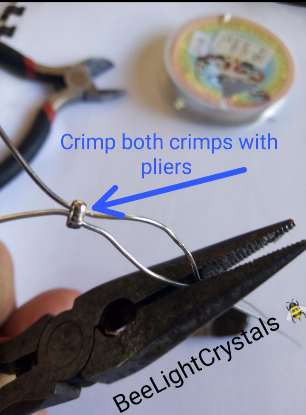 Crimp both crimps with
pliers
BeeLightCrystals 🐝